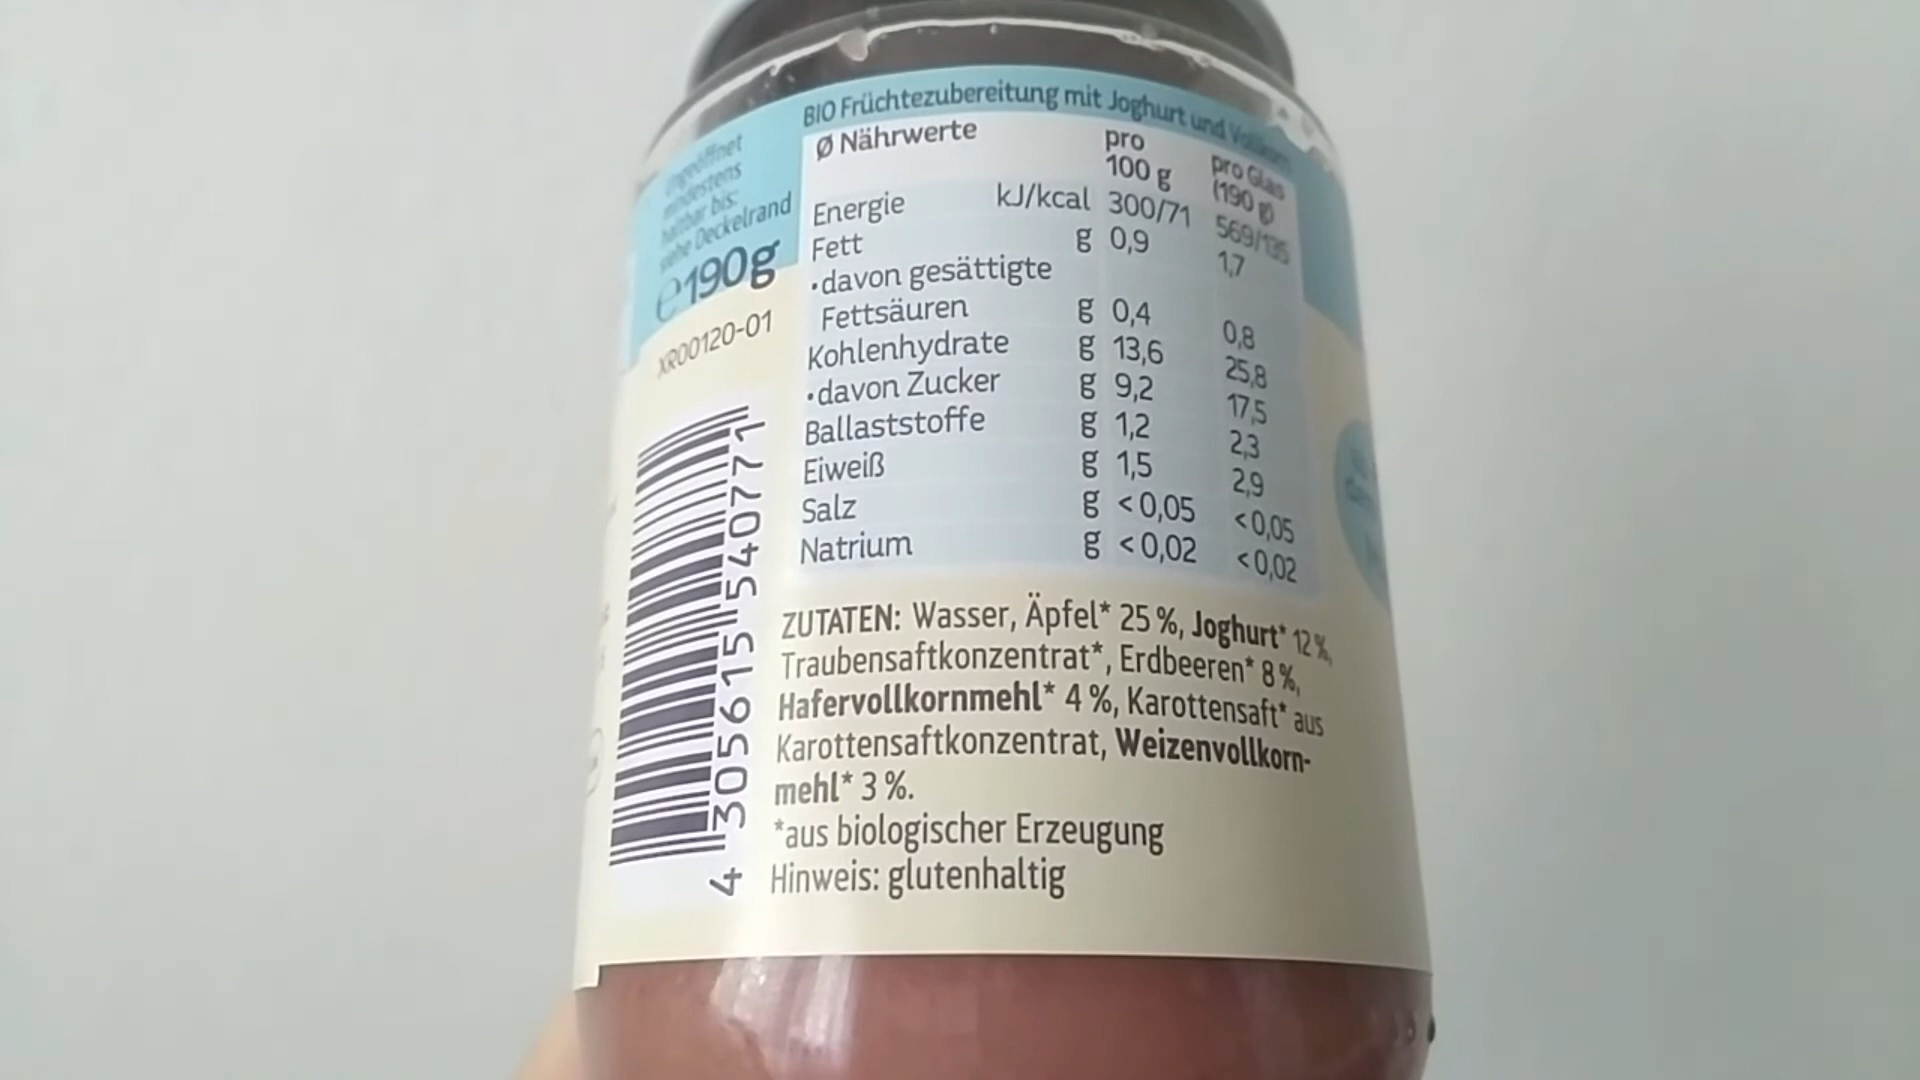 BIO Früchtezubereitung mit Joghurt und Vollkorn
Ungeöffnet
mindestens
haltbar bis:
siehe Deckelrand
e190g
XR00120-01
4 305615 540771
Ø Nährwerte pro 100 g pro Glas (190 g)
Energie kJ/kcal 300/71 569/135
Fett g 0,9 1,7
•davon gesättigte
Fettsäuren g 0,4 0,8
Kohlenhydrate g 13,6 25,8
•davon Zucker g 9,2 17,5
Ballaststoffe g 1,2 2,3
Eiweiß g 1,5 2,9
Salz g <0,05 <0,05
Natrium g <0,02 <0,02
ZUTATEN: Wasser, Äpfel* 25 %, Joghurt* 12 %,
Traubensaftkonzentrat*, Erdbeeren* 8 %,
Hafervollkornmehl* 4 %, Karottensaft* aus
Karottensaftkonzentrat, Weizenvollkorn-
mehl* 3 %.
*aus biologischer Erzeugung
Hinweis: glutenhaltig